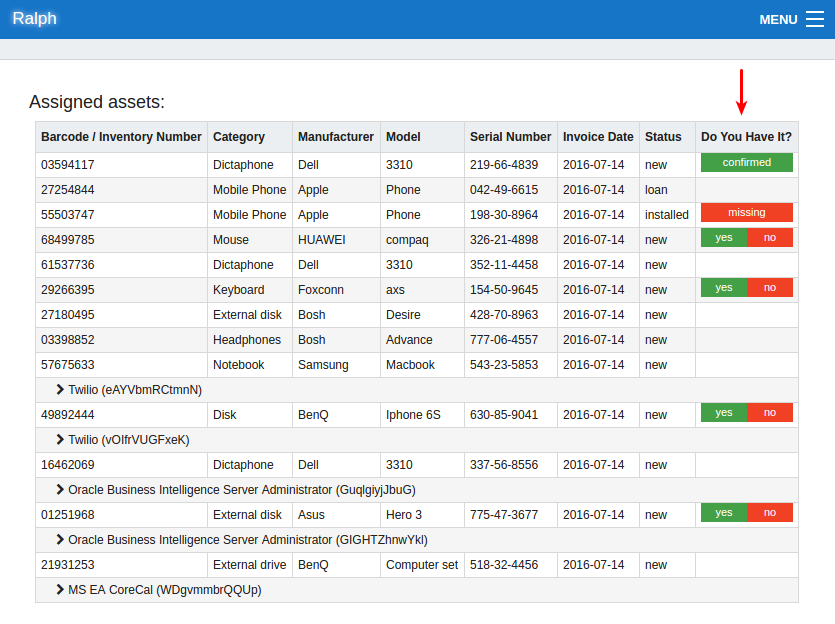 Ralph MENU
Assigned assets:
Barcode / Inventory Number Category Manufacturer Model Serial Number Invoice Date Status Do You Have It?
03594117 Dictaphone Dell 3310 219-66-4839 2016-07-14 new confirmed
27254844 Mobile Phone Apple Phone 042-49-6615 2016-07-14 loan
55503747 Mobile Phone Apple Phone 198-30-8964 2016-07-14 installed missing
68499785 Mouse HUAWEI compaq 326-21-4898 2016-07-14 new yes no
61537736 Dictaphone Dell 3310 352-11-4458 2016-07-14 new
29266395 Keyboard Foxconn axs 154-50-9645 2016-07-14 new yes no
27180495 External disk Bosh Desire 428-70-8963 2016-07-14 new
03398852 Headphones Bosh Advance 777-06-4557 2016-07-14 new
57675633 Notebook Samsung Macbook 543-23-5853 2016-07-14 new
Twilio (eAYVbmRCtmnN)
49892444 Disk BenQ Iphone 6S 630-85-9041 2016-07-14 new yes no
Twilio (vOIfrVUGFxeK)
16462069 Dictaphone Dell 3310 337-56-8556 2016-07-14 new
Oracle Business Intelligence Server Administrator (GuqlgiyjJbuG)
01251968 External disk Asus Hero 3 775-47-3677 2016-07-14 new yes no
Oracle Business Intelligence Server Administrator (GIGHTZhnwYkl)
21931253 External drive BenQ Computer set 518-32-4456 2016-07-14 new
MS EA CoreCal (WDgvmmbrQQUp)